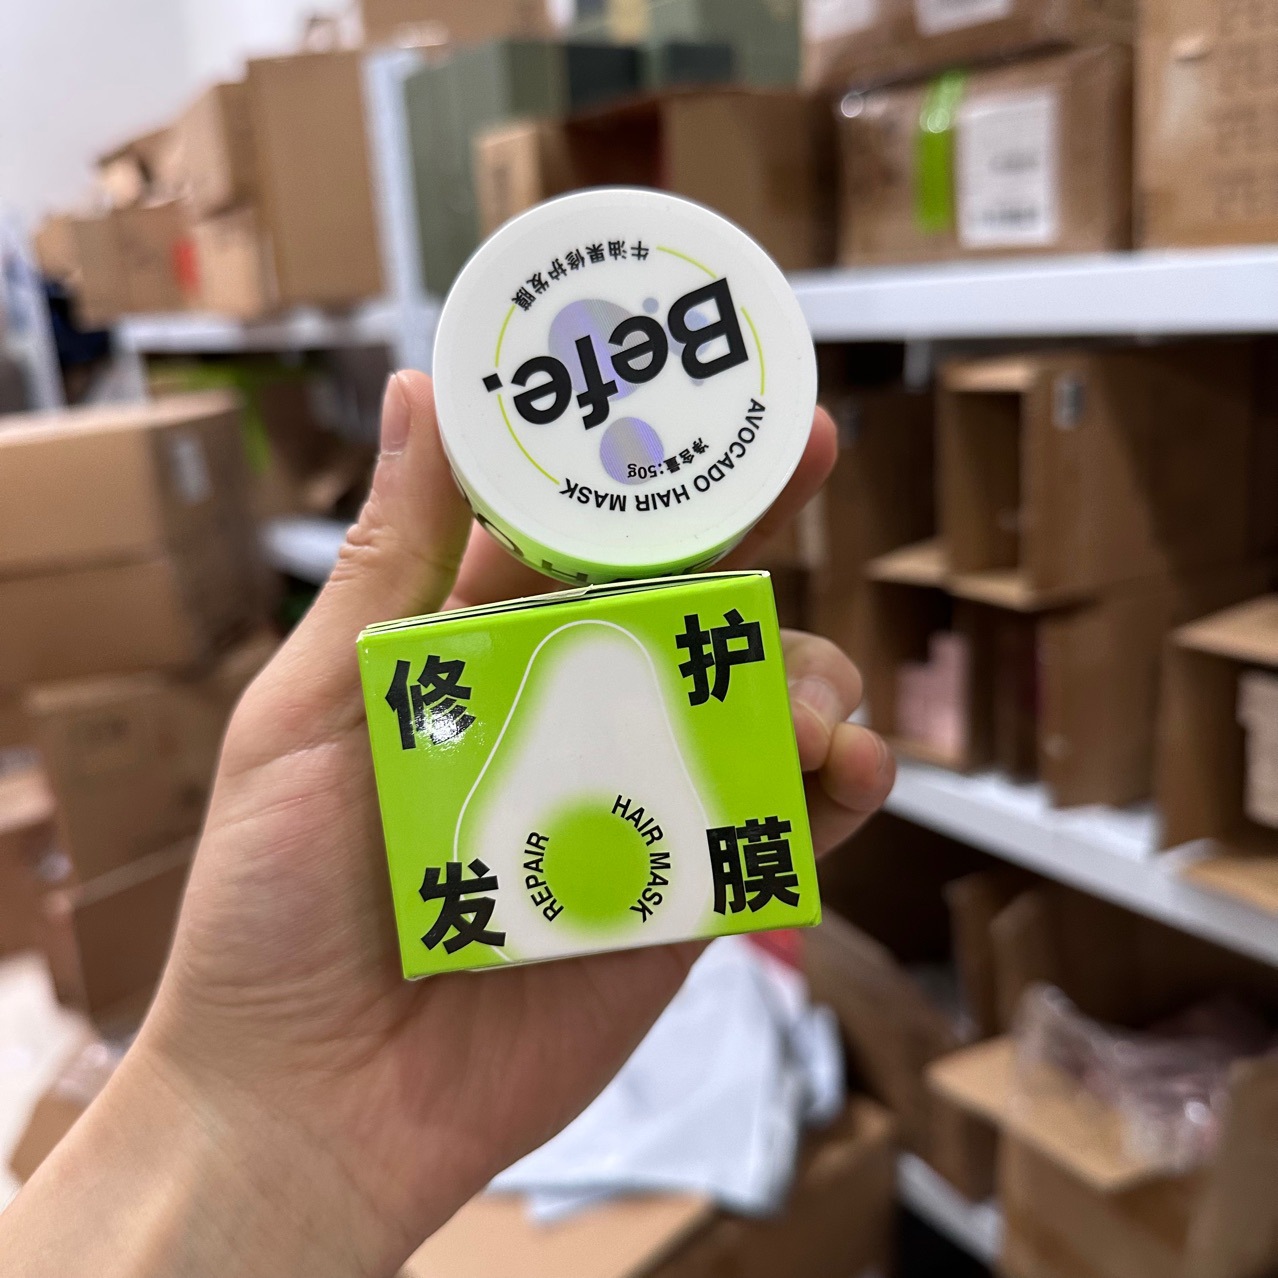 牛油果修护发膜
Befe.
净含量:50g
AVOCADO HAIR MASK
修护
发膜
REPAIR
HAIR MASK